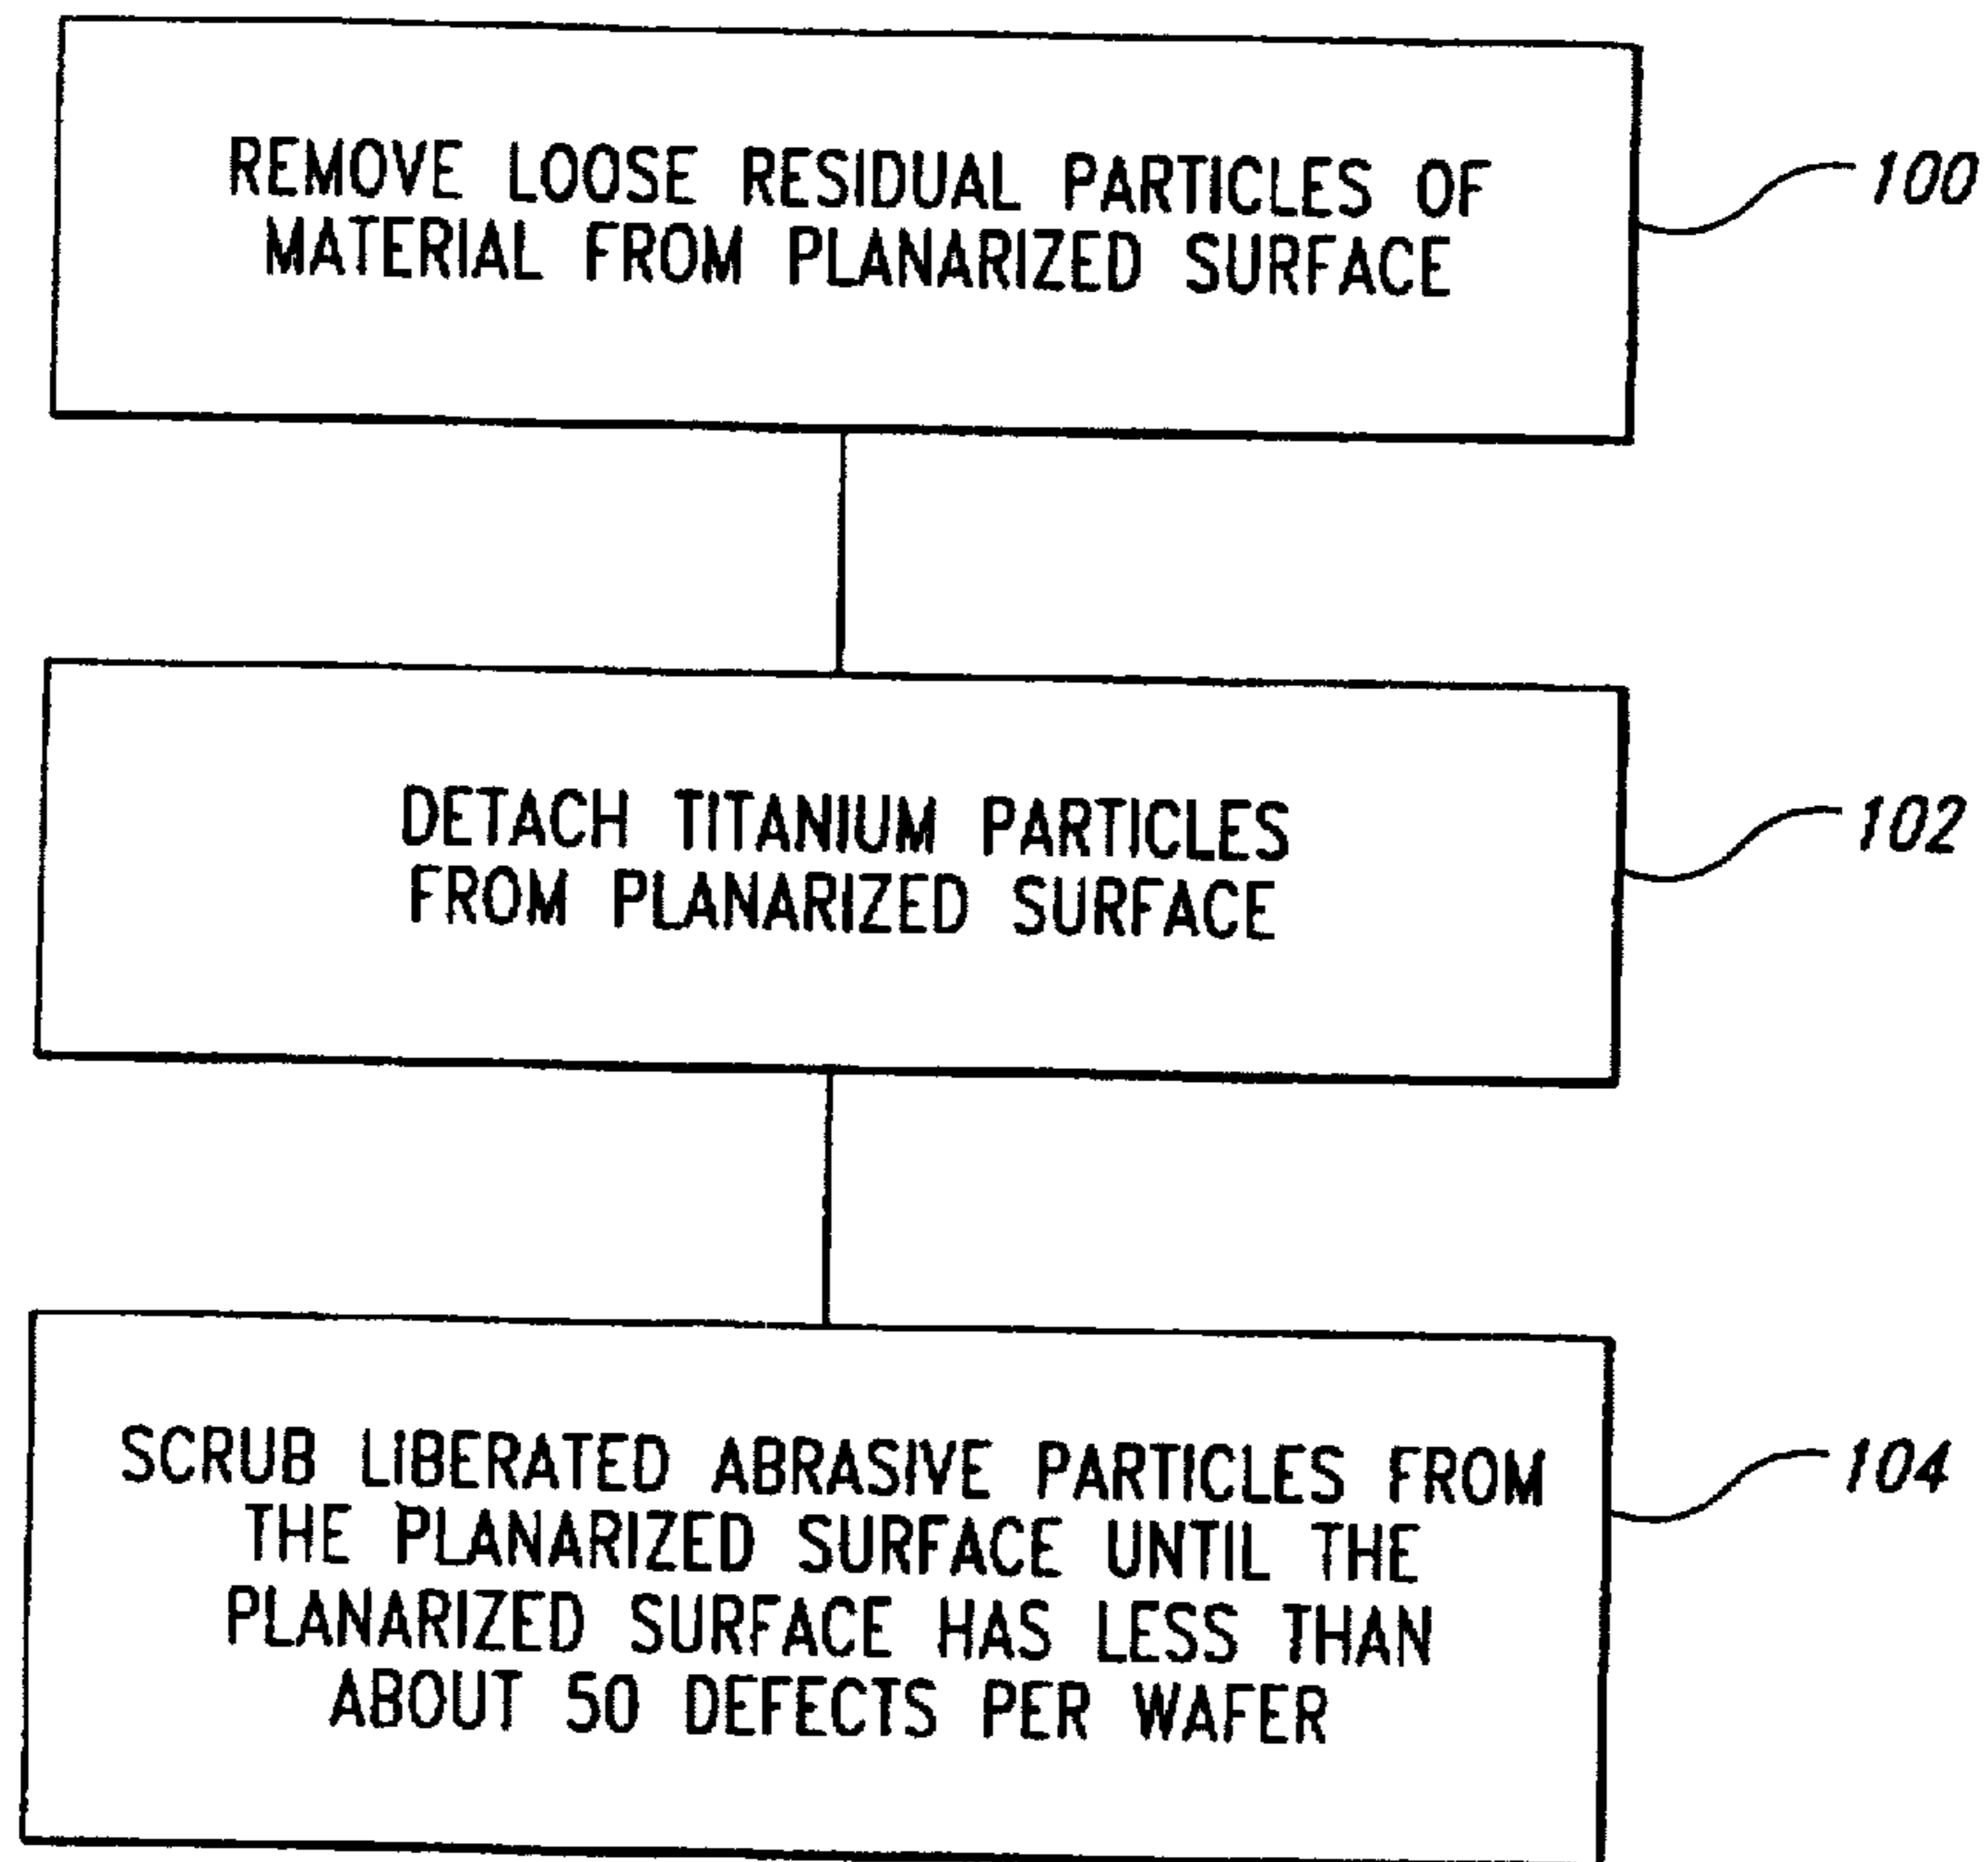 REMOVE LOOSE RESIDUAL PARTICLES OF
MATERIAL FROM PLANARIZED SURFACE
100
DETACH TITANIUM PARTICLES
FROM PLANARIZED SURFACE
102
SCRUB LIBERATED ABRASIVE PARTICLES FROM
THE PLANARIZED SURFACE UNTIL THE
PLANARIZED SURFACE HAS LESS THAN
ABOUT 50 DEFECTS PER WAFER
104